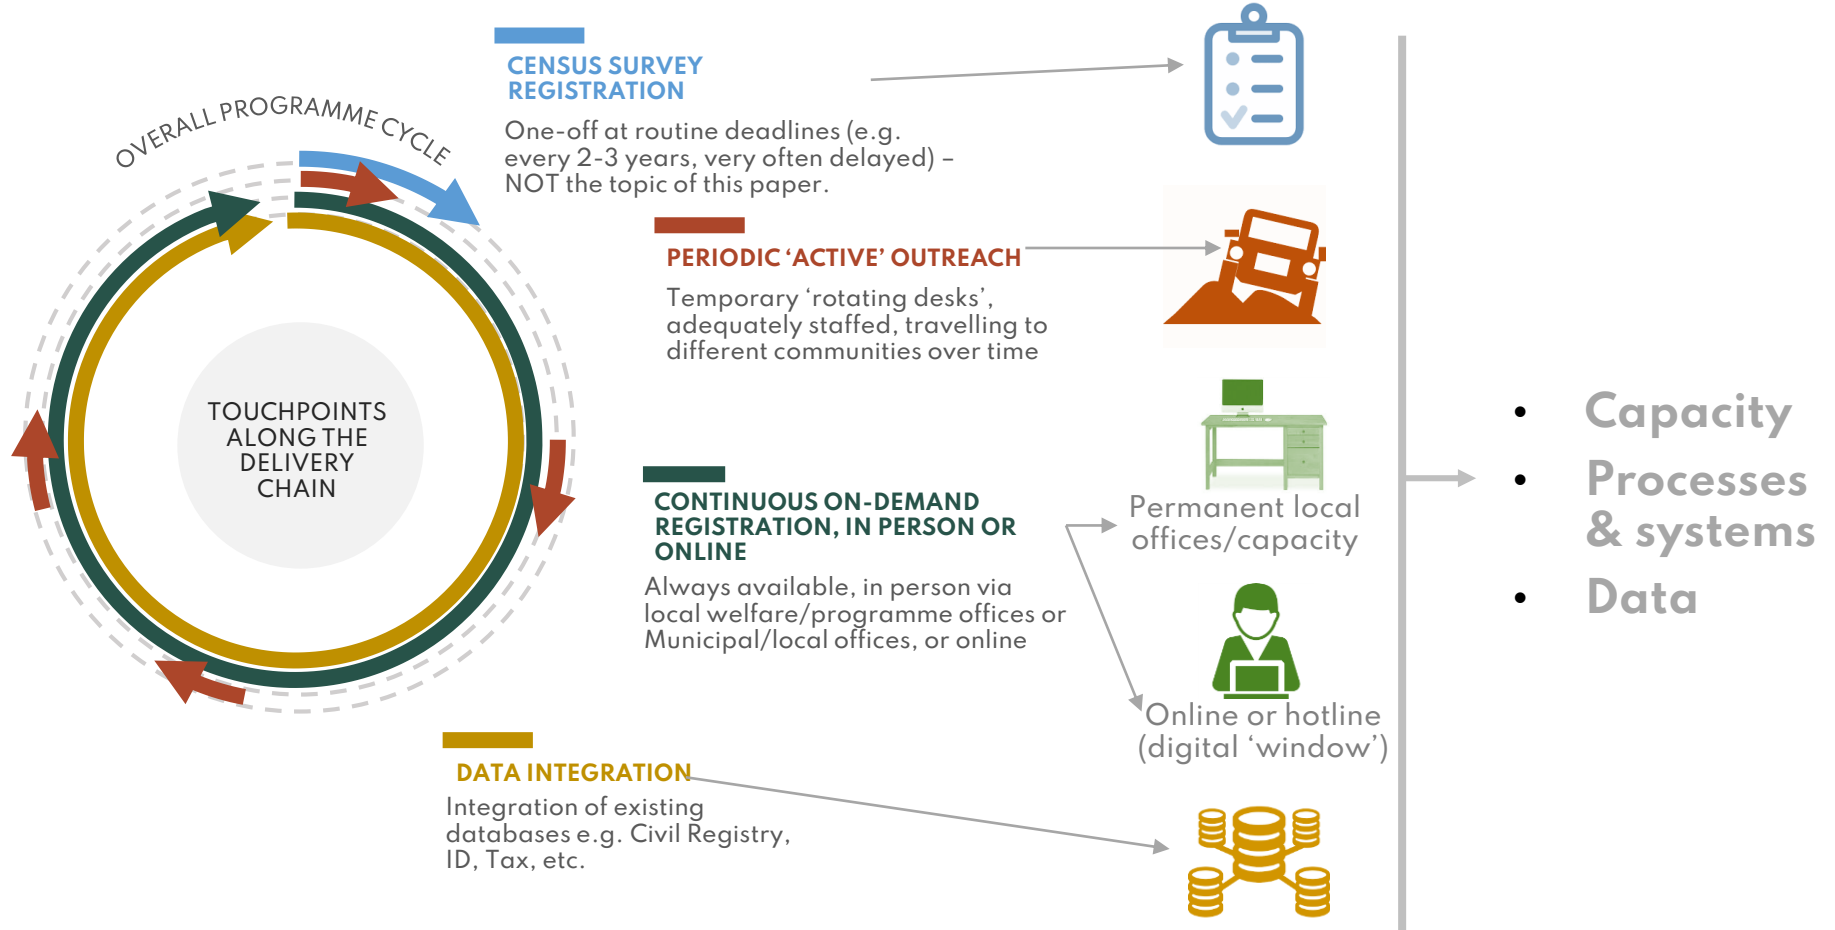 OVERALL PROGRAMME CYCLE
TOUCHPOINTS
ALONG THE
DELIVERY
CHAIN
CENSUS SURVEY
REGISTRATION
One-off at routine deadlines (e.g.
every 2-3 years, very often delayed) –
NOT the topic of this paper.
PERIODIC ‘ACTIVE’ OUTREACH
Temporary ‘rotating desks’,
adequately staffed, travelling to
different communities over time
CONTINUOUS ON-DEMAND
REGISTRATION, IN PERSON OR
ONLINE
Always available, in person via
local welfare/programme offices or
Municipal/local offices, or online
DATA INTEGRATION
Integration of existing
databases e.g. Civil Registry,
ID, Tax, etc.
Permanent local
offices/capacity
Online or hotline
(digital ‘window’)
• Capacity
• Processes
& systems
• Data